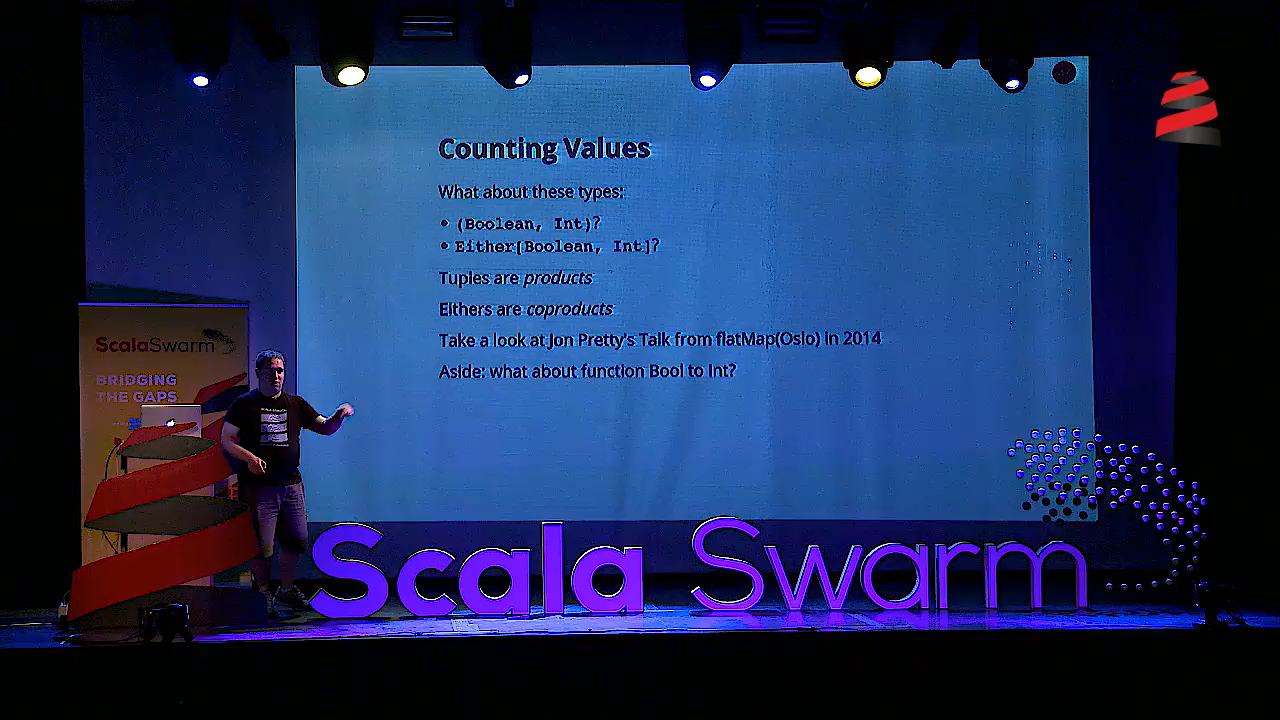 Counting Values
What about these types:
• (Boolean, Int)?
• Either[Boolean, Int]?
Tuples are products
Eithers are coproducts
Take a look at Jon Pretty's Talk from flatMap(Oslo) in 2014
Aside: what about function Bool to Int?
ScalaSwarm
BRIDGING
THE GAPS
Scala Swarm